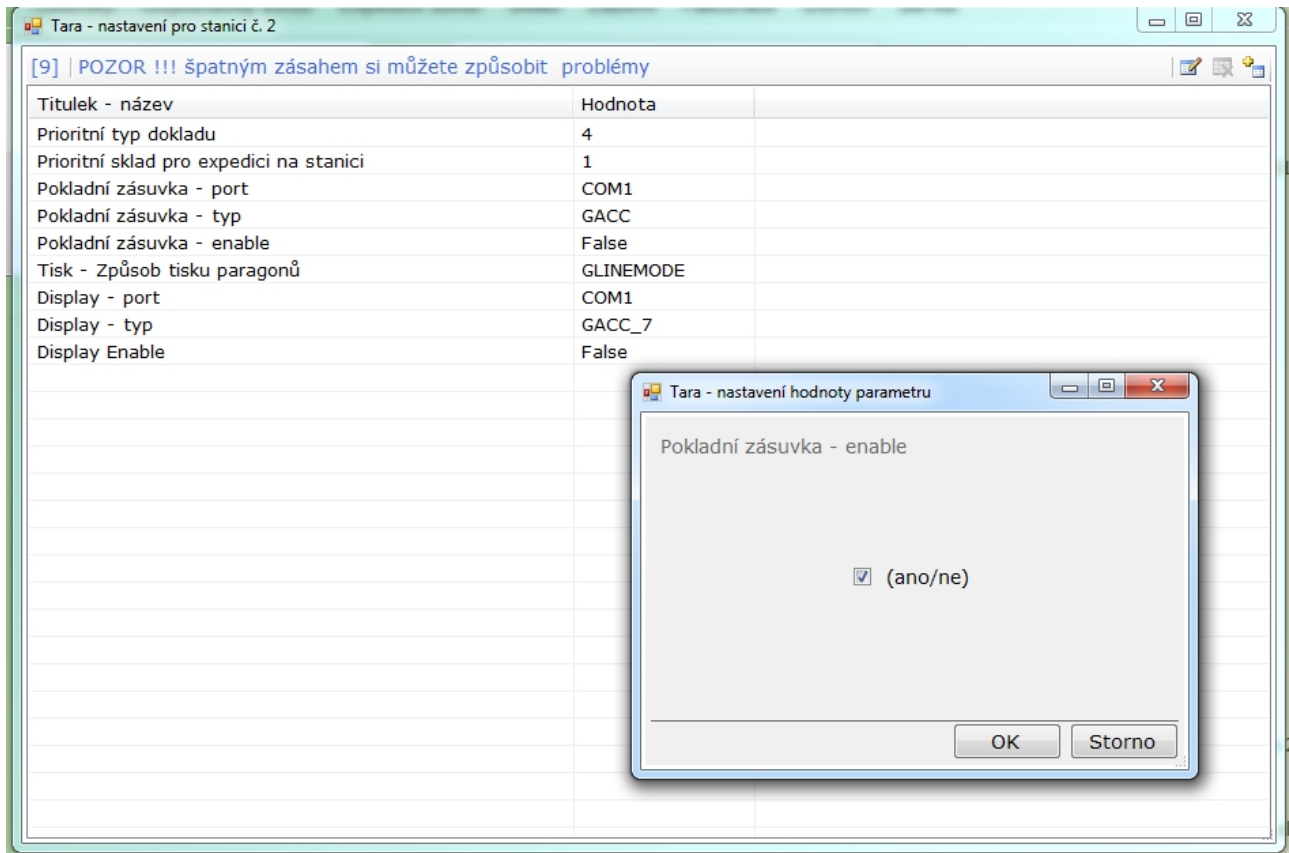 Tara - nastavení pro stanici č. 2
[9] | POZOR !!! špatným zásahem si můžete způsobit problémy
Titulek - název Hodnota
Prioritní typ dokladu 4
Prioritní sklad pro expedici na stanici 1
Pokladní zásuvka - port COM1
Pokladní zásuvka - typ GACC
Pokladní zásuvka - enable False
Tisk - Způsob tisku paragonů GLINEMODE
Display - port COM1
Display - typ GACC_7
Display Enable False
Tara - nastavení hodnoty parametru
Pokladní zásuvka - enable
(ano/ne)
OK Storno